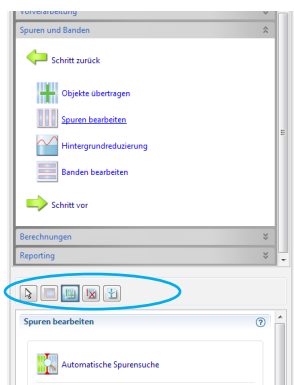 Vorverarbeitung
Spuren und Banden
Schritt zurück
Objekte übertragen
Spuren bearbeiten
Hintergrundreduzierung
Banden bearbeiten
Schritt vor
Berechnungen
Reporting
Spuren bearbeiten
Automatische Spurensuche